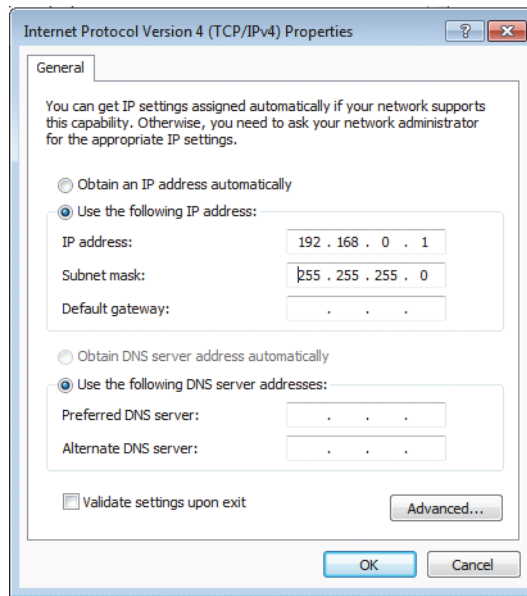 Internet Protocol Version 4 (TCP/IPv4) Properties
?
General
You can get IP settings assigned automatically if your network supports
this capability. Otherwise, you need to ask your network administrator
for the appropriate IP settings.
Obtain an IP address automatically
Use the following IP address:
IP address: 192 . 168 . 0 . 1
Subnet mask: 255 . 255 . 255 . 0
Default gateway: . . .
Obtain DNS server address automatically
Use the following DNS server addresses:
Preferred DNS server: . . .
Alternate DNS server: . . .
Validate settings upon exit
Advanced...
OK Cancel